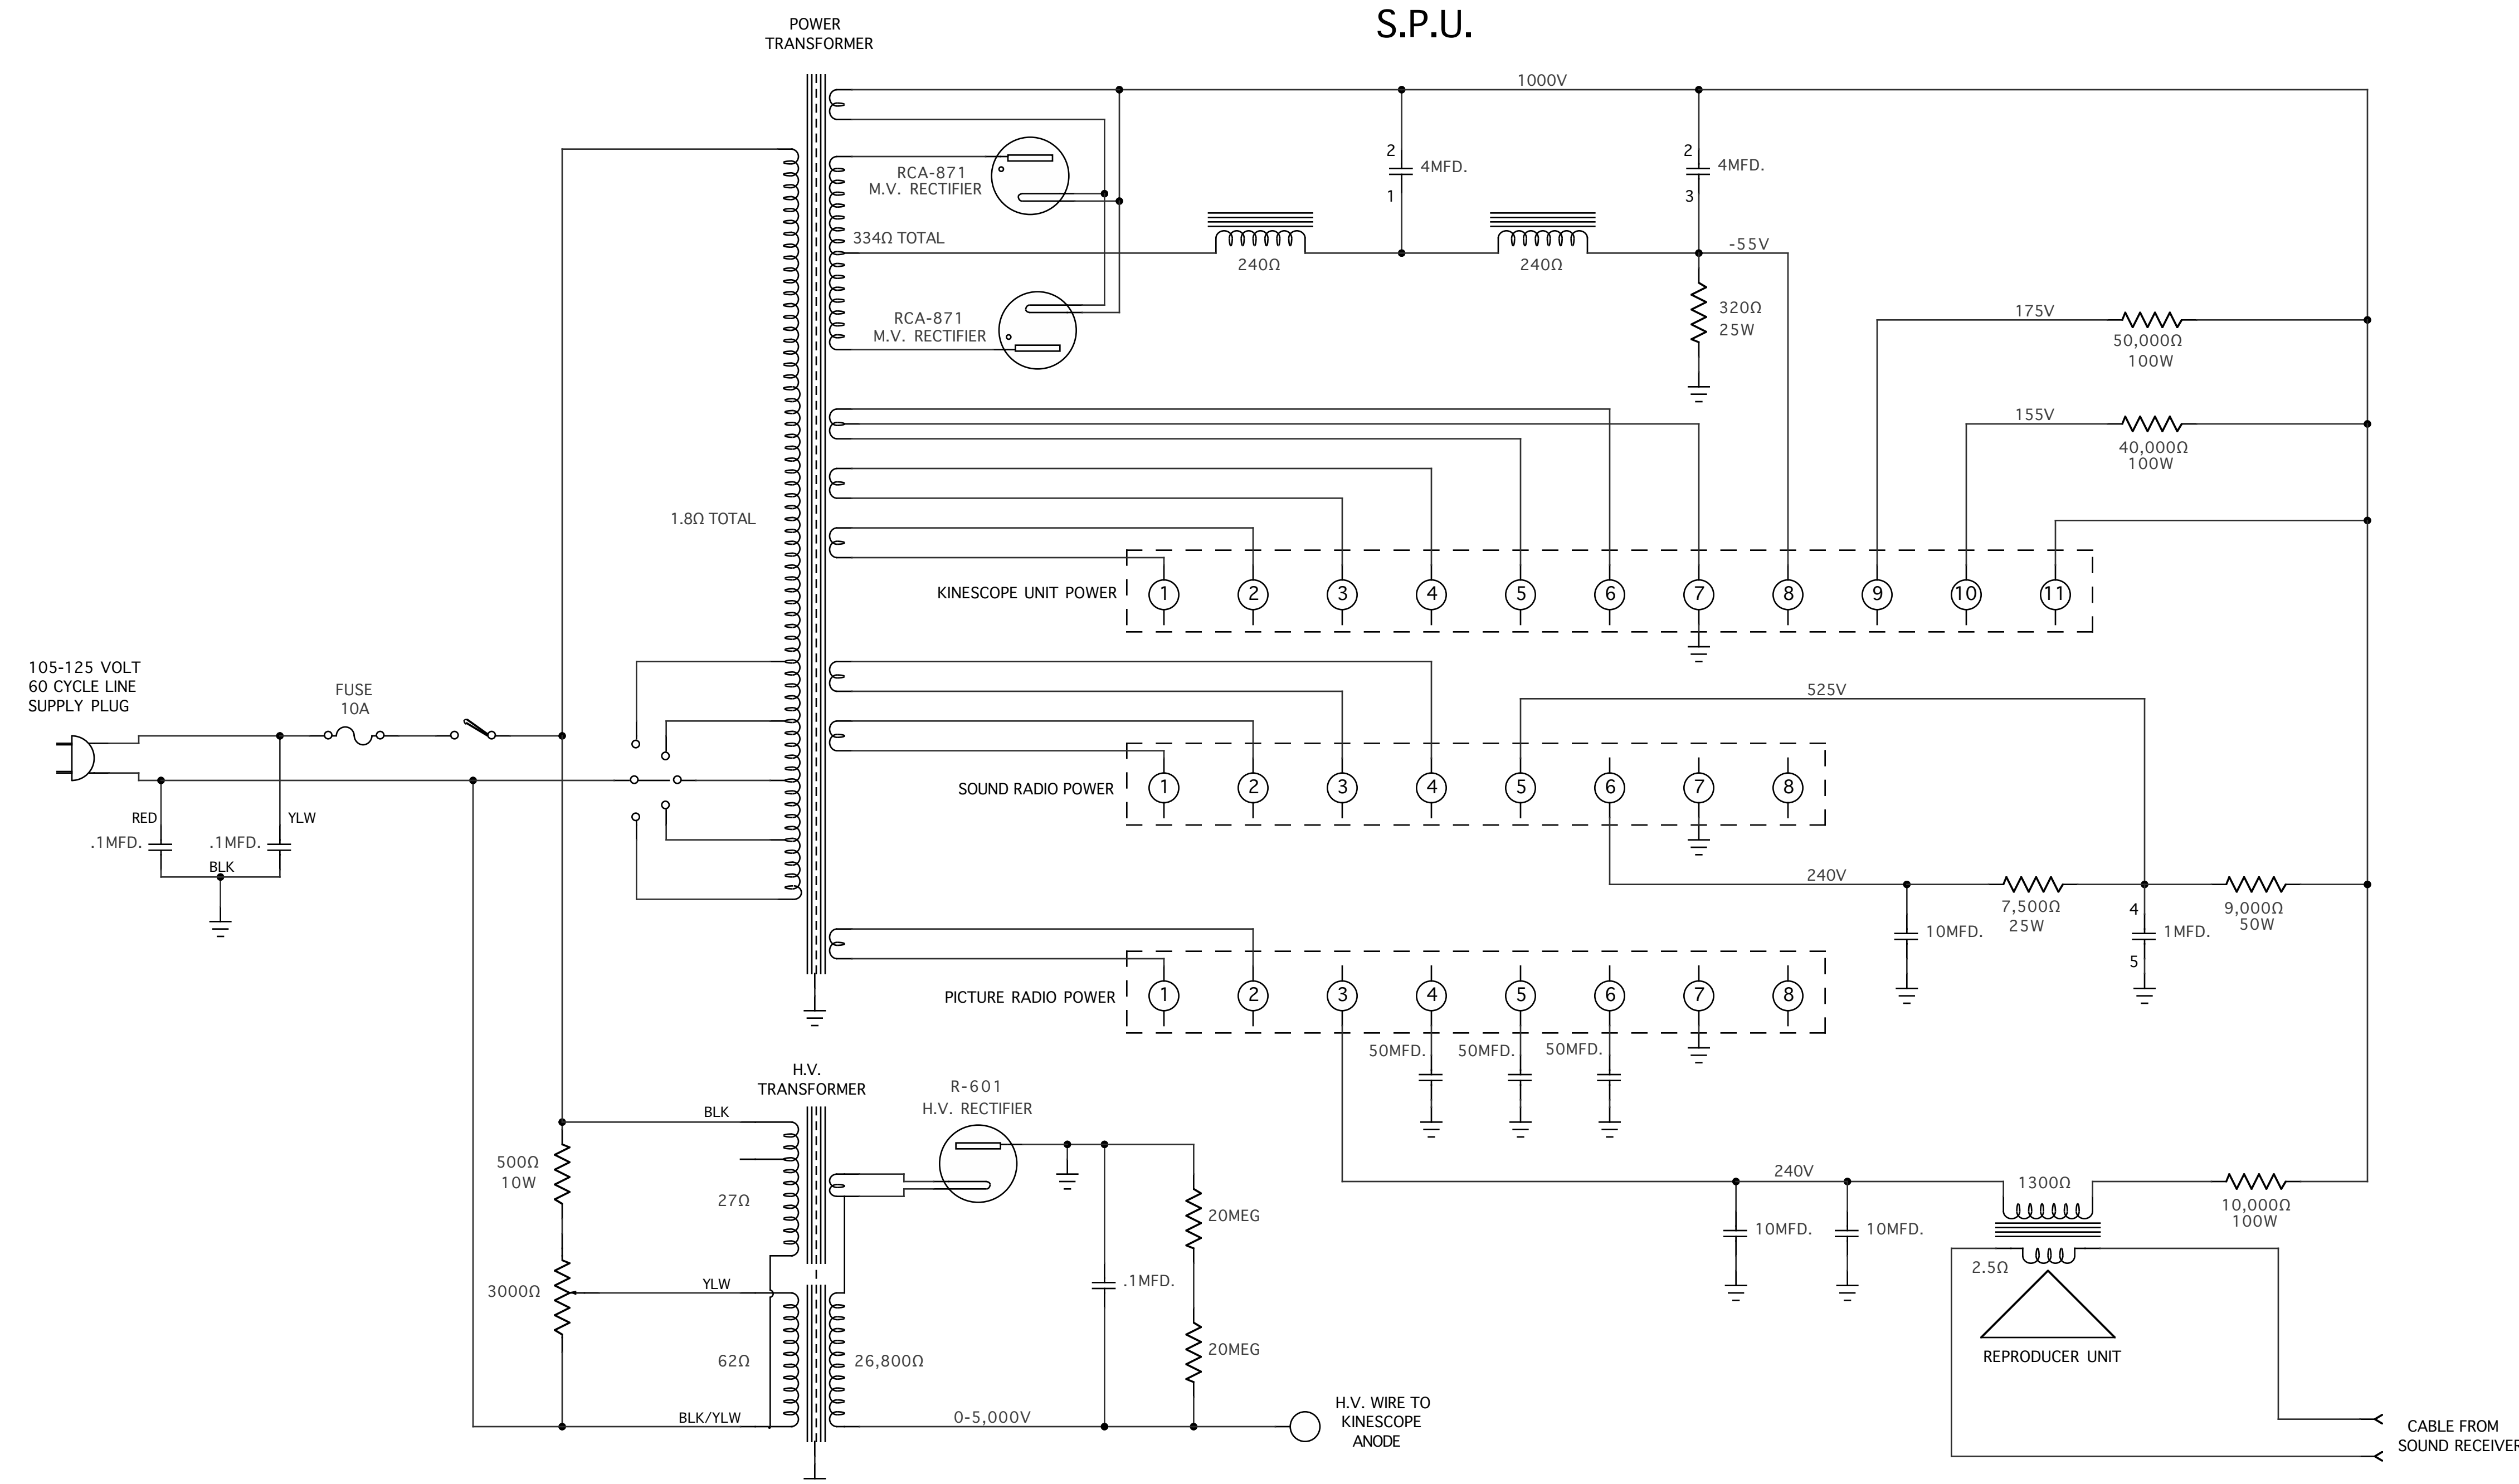 S.P.U.
POWER
TRANSFORMER
1000V
RCA-871
M.V. RECTIFIER
2
4MFD.
1
2
4MFD.
3
334Ω TOTAL
240Ω
240Ω
-55V
RCA-871
M.V. RECTIFIER
320Ω
25W
175V
50,000Ω
100W
155V
40,000Ω
100W
1.8Ω TOTAL
KINESCOPE UNIT POWER
1 2 3 4 5 6 7 8 9 10 11
105-125 VOLT
60 CYCLE LINE
SUPPLY PLUG
FUSE
10A
525V
SOUND RADIO POWER
1 2 3 4 5 6 7 8
RED
YLW
.1MFD.
.1MFD.
BLK
240V
7,500Ω
25W
9,000Ω
50W
10MFD.
4
1MFD.
5
PICTURE RADIO POWER
1 2 3 4 5 6 7 8
50MFD.
50MFD.
50MFD.
H.V.
TRANSFORMER
R-601
H.V. RECTIFIER
BLK
500Ω
10W
27Ω
20MEG
240V
1300Ω
10,000Ω
100W
10MFD.
10MFD.
2.5Ω
YLW
3000Ω
.1MFD.
62Ω
26,800Ω
20MEG
REPRODUCER UNIT
BLK/YLW
0-5,000V
H.V. WIRE TO
KINESCOPE
ANODE
CABLE FROM
SOUND RECEIVER